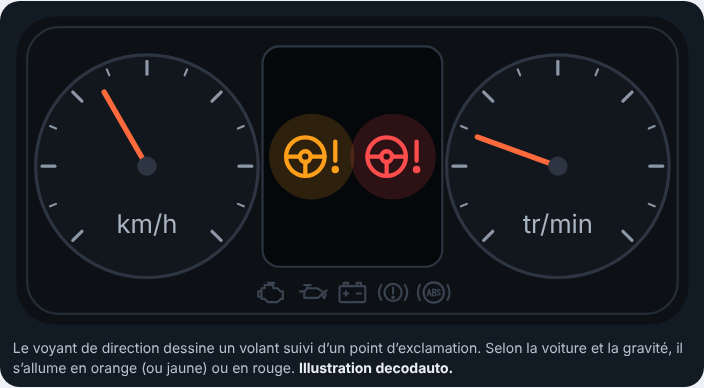 km/h
!
!
tr/min
(!)
ABS
Le voyant de direction dessine un volant suivi d’un point d’exclamation. Selon la voiture et la gravité, il
s’allume en orange (ou jaune) ou en rouge. Illustration decodauto.